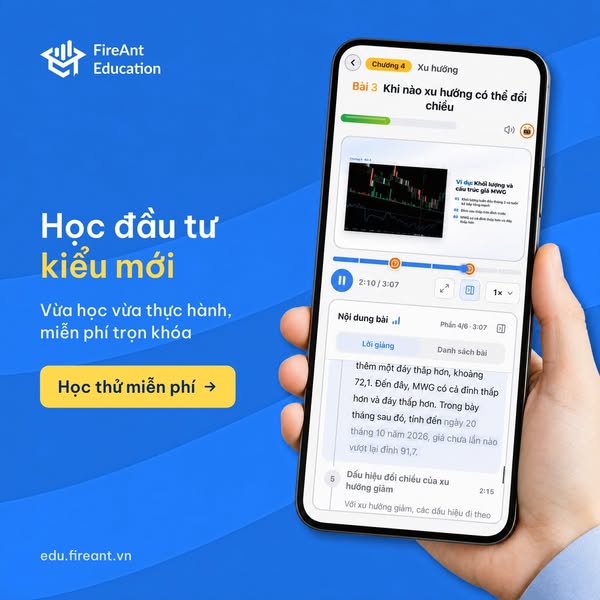 FireAnt
Education
Học đầu tư
kiểu mới
Vừa học vừa thực hành,
miễn phí trọn khóa
Học thử miễn phí →
edu.fireant.vn
Chương 4 Xu hướng
Bài 3 Khi nào xu hướng có thể đổi
chiều
Ví dụ: Khối lượng và
cấu trúc giá MWG
2:10 / 3:07
1×
Nội dung bài
Phần 4/6 · 3:07
Lời giảng
Danh sách bài
thêm một đáy thấp hơn, khoảng
72,1. Đến đây, MWG có cả đỉnh thấp
hơn và đáy thấp hơn. Trong bảy
tháng sau đó, tính đến ngày 20
tháng 10 năm 2026, giá chưa lần nào
vượt lại đỉnh 91,7.
5 Dấu hiệu đổi chiều của xu
hướng giảm
2:15
Với xu hướng giảm, các dấu hiệu đi theo